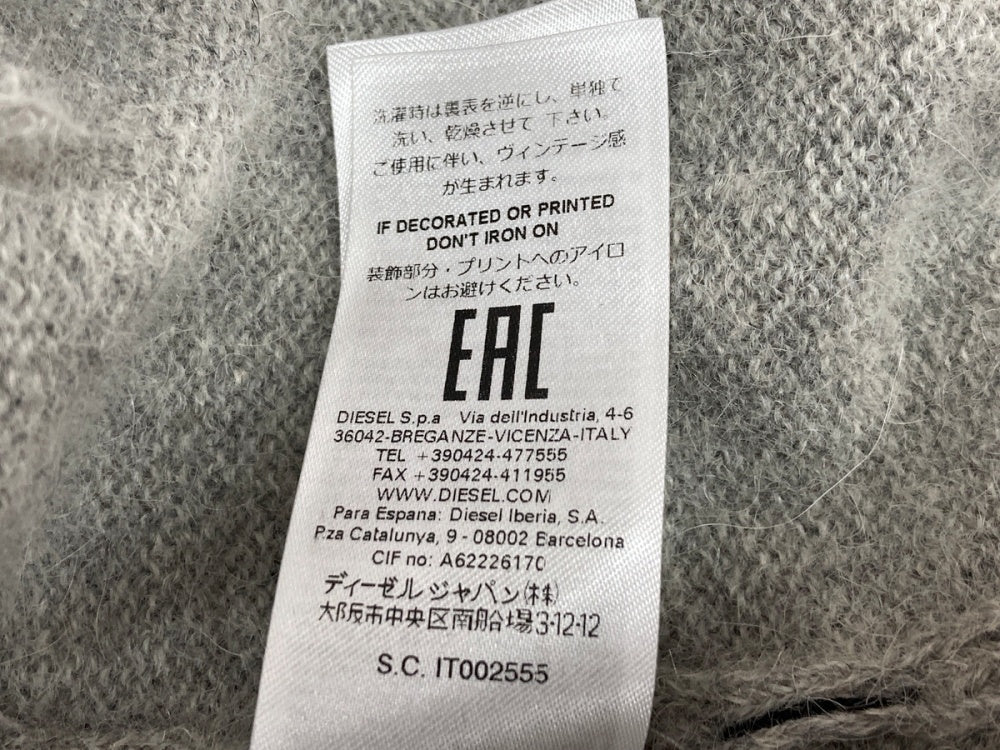 洗濯時は裏表を逆にし、単独で
洗い、乾燥させて 下さい。
ご使用に伴い、ヴィンテージ感
が生まれます。
IF DECORATED OR PRINTED
DON'T IRON ON
装飾部分・プリントへのアイロ
ンはお避けください。
EAC
DIESEL S.p.a Via dell'Industria, 4-6
36042-BREGANZE-VICENZA-ITALY
TEL +390424-477555
FAX +390424-411955
WWW.DIESEL.COM
Para Espana: Diesel Iberia, S.A.
P.za Catalunya, 9 - 08002 Barcelona
CIF no: A62226170
ディーゼル ジャパン(株)
大阪市中央区南船場3-12-12
S.C. IT002555